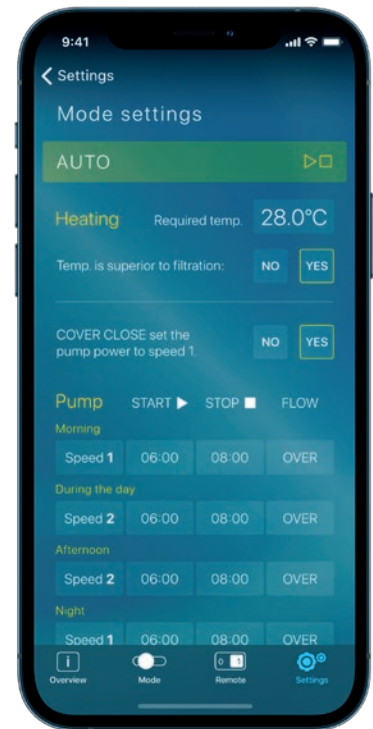 9:41
Settings
Mode settings
AUTO
Heating Required temp. 28.0°C
Temp. is superior to filtration: NO YES
COVER CLOSE set the
pump power to speed 1. NO YES
Pump START STOP FLOW
Morning
Speed 1 06:00 08:00 OVER
During the day
Speed 2 06:00 08:00 OVER
Afternoon
Speed 2 06:00 08:00 OVER
Night
Speed 1 06:00 08:00 OVER
i 0 1
Overview Mode Remote Settings